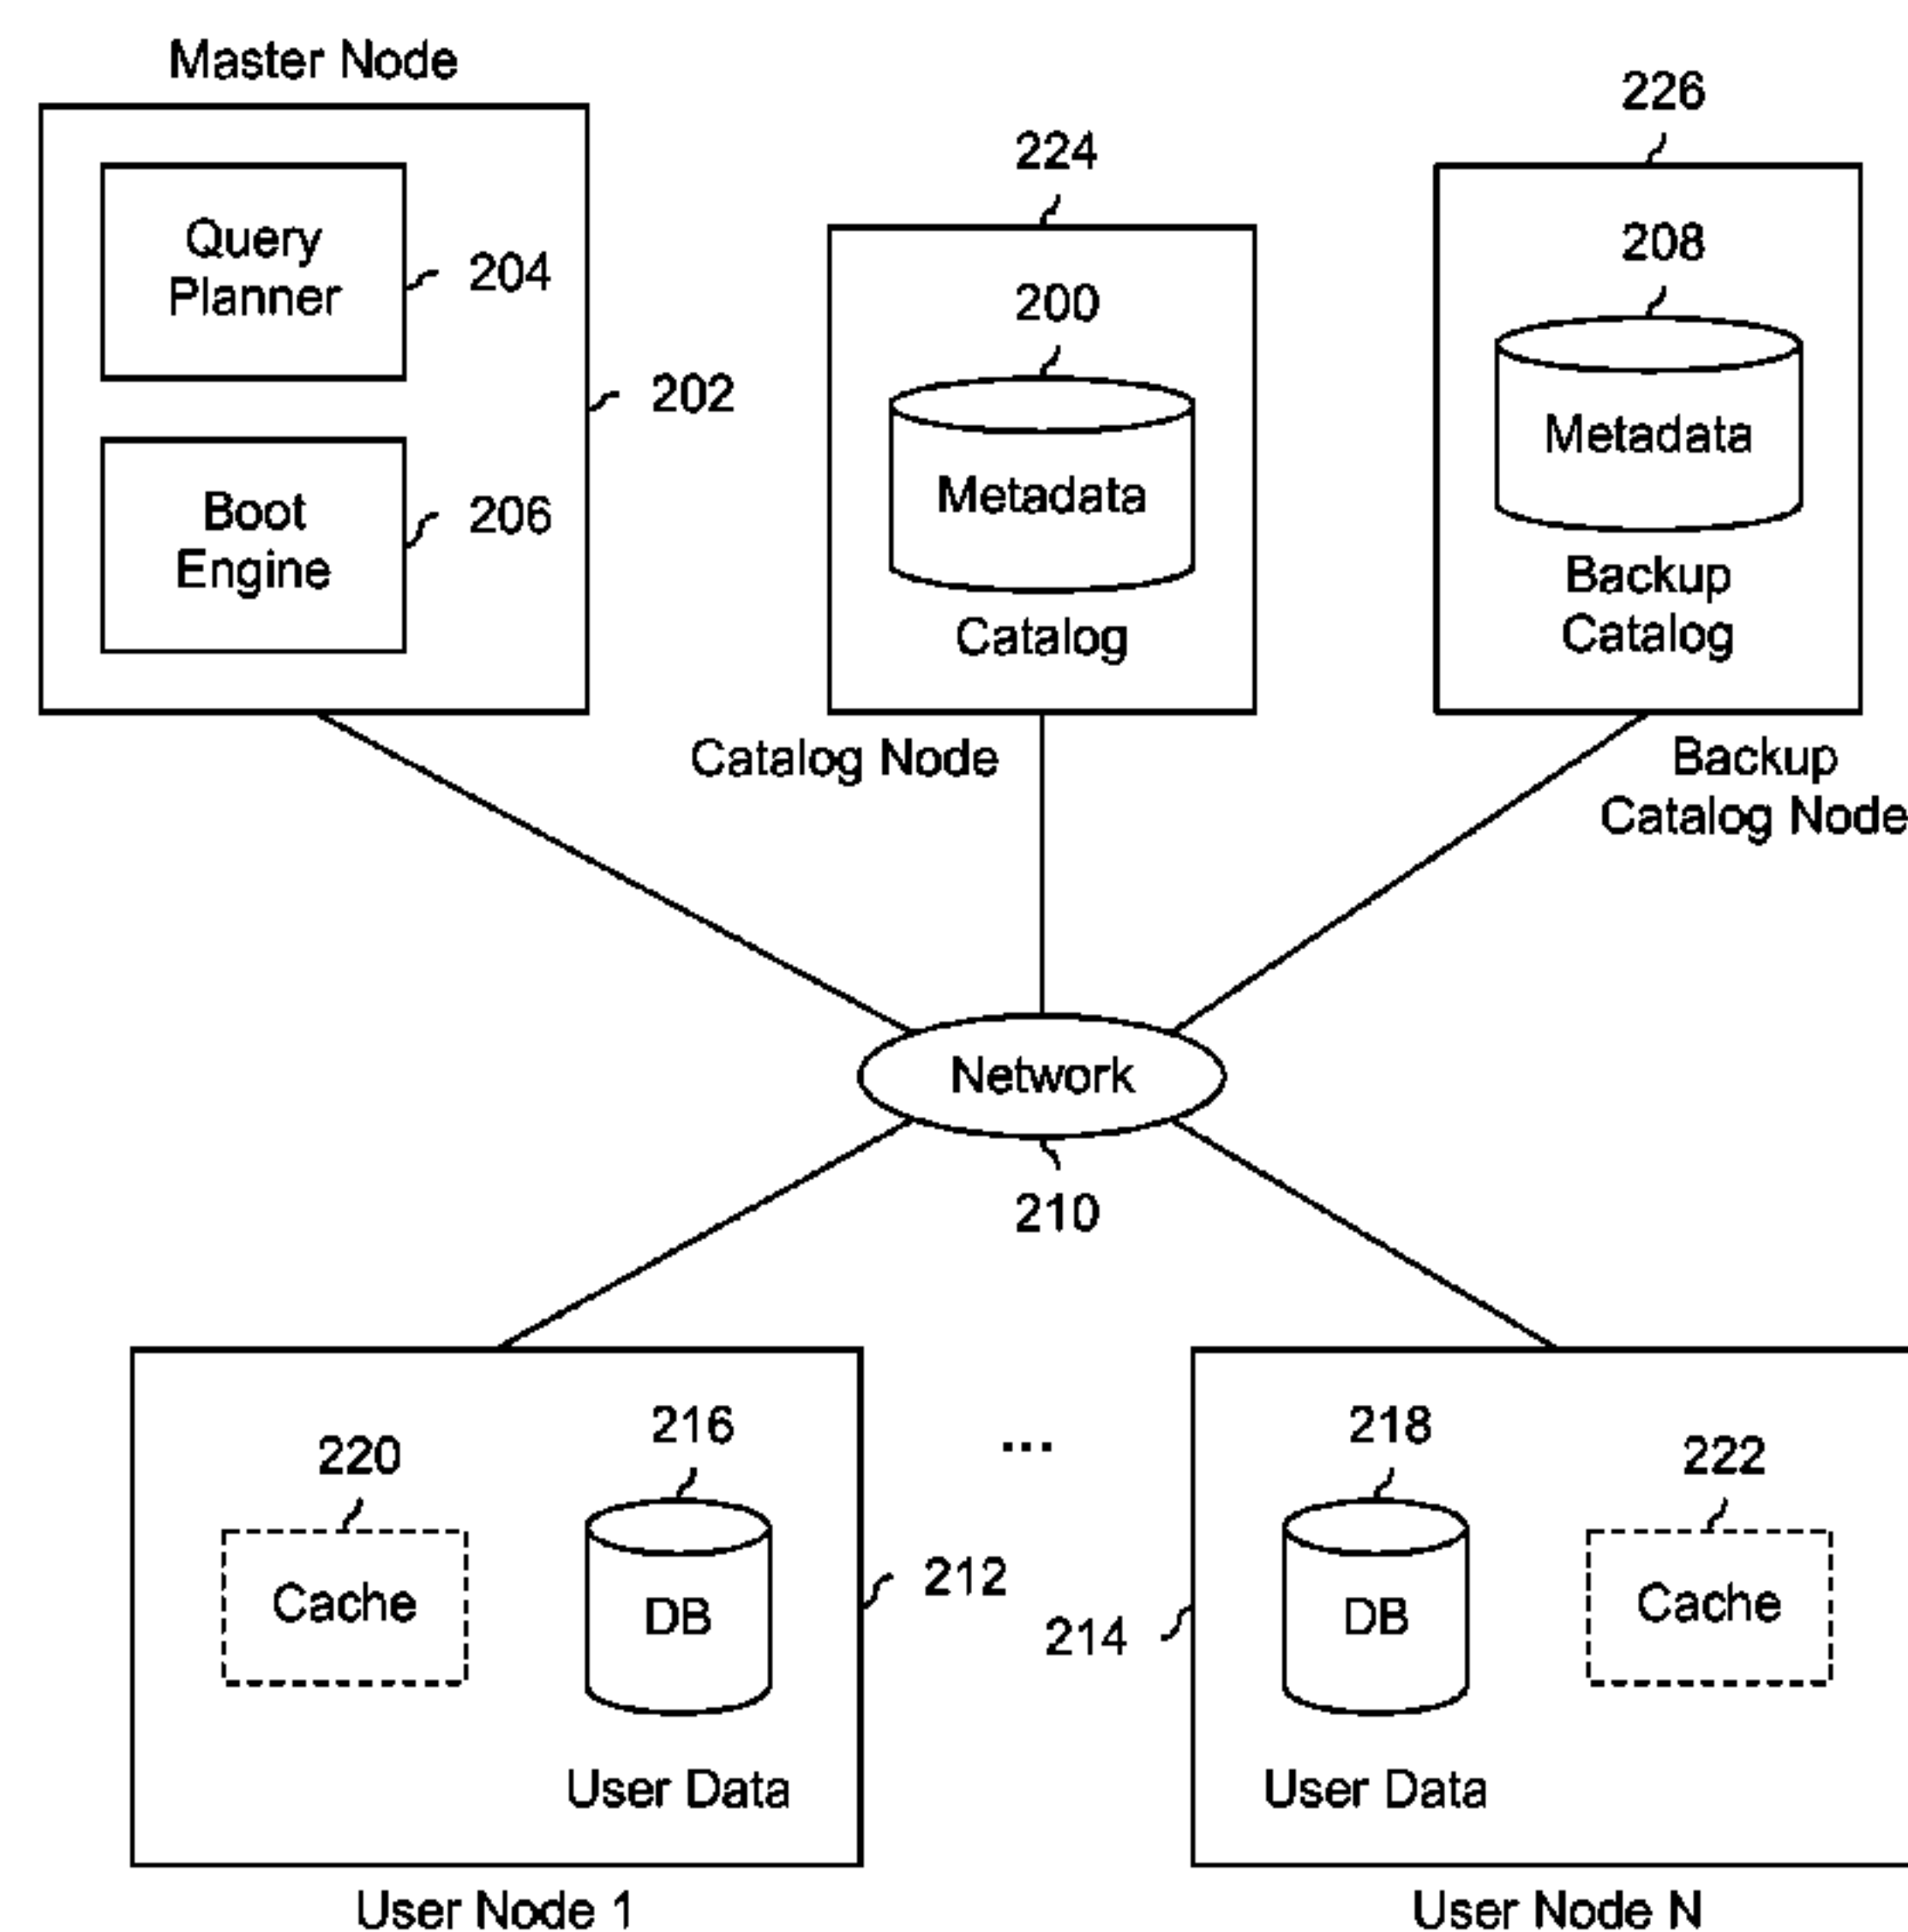 Master Node
226
224
Query
Planner
204
208
200
202
Metadata
Metadata
Boot
Engine
206
Backup
Catalog
Catalog
Catalog Node
Backup
Catalog Node
Network
210
216
...
218
220
222
Cache
DB
212
214
DB
Cache
User Data
User Data
User Node 1
User Node N